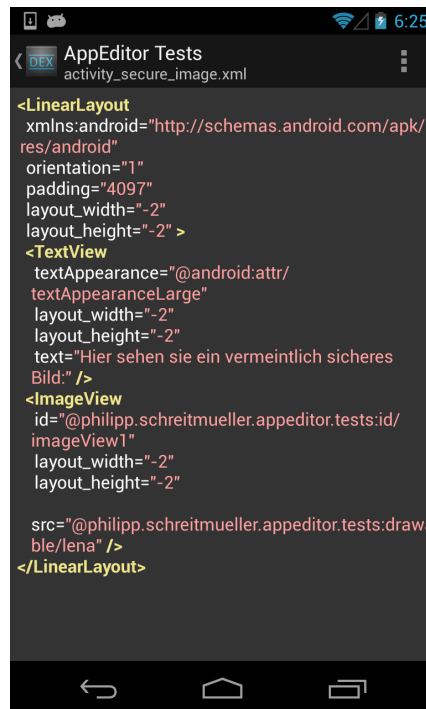 6:25
DEX
AppEditor Tests
activity_secure_image.xml
<LinearLayout
xmlns:android="http://schemas.android.com/apk/
res/android"
orientation="1"
padding="4097"
layout_width="-2"
layout_height="-2" >
<TextView
textAppearance="@android:attr/
textAppearanceLarge"
layout_width="-2"
layout_height="-2"
text="Hier sehen sie ein vermeintlich sicheres
Bild:" />
<ImageView
id="@philipp.schreitmueller.appeditor.tests:id/
imageView1"
layout_width="-2"
layout_height="-2"
src="@philipp.schreitmueller.appeditor.tests:drawa
ble/lena" />
</LinearLayout>